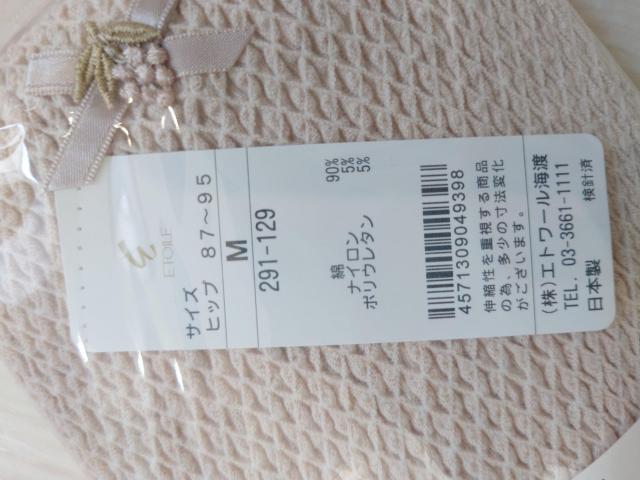 ETOILE
サイズ
ヒップ 87～95
M
291-129
綿 90%
ナイロン 5%
ポリウレタン 5%
4571309049398
伸縮性を重視する商品
の為、多少の寸法変化
がございます。
(株)エトワール海渡
TEL. 03-3661-1111
日本製 検針済